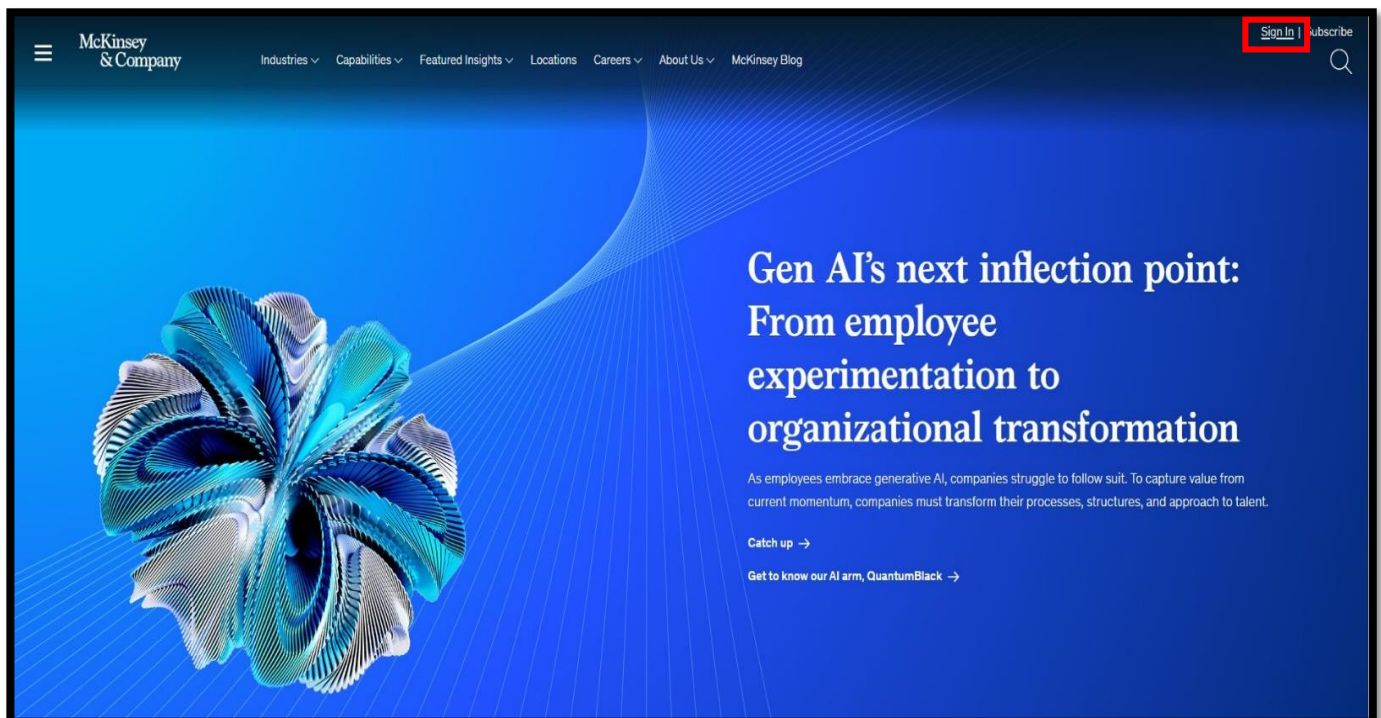 Sign In | Subscribe
McKinsey
& Company
Industries Capabilities Featured Insights Locations Careers About Us McKinsey Blog
Gen AI's next inflection point:
From employee
experimentation to
organizational transformation
As employees embrace generative AI, companies struggle to follow suit. To capture value from
current momentum, companies must transform their processes, structures, and approach to talent.
Catch up →
Get to know our AI arm, QuantumBlack →